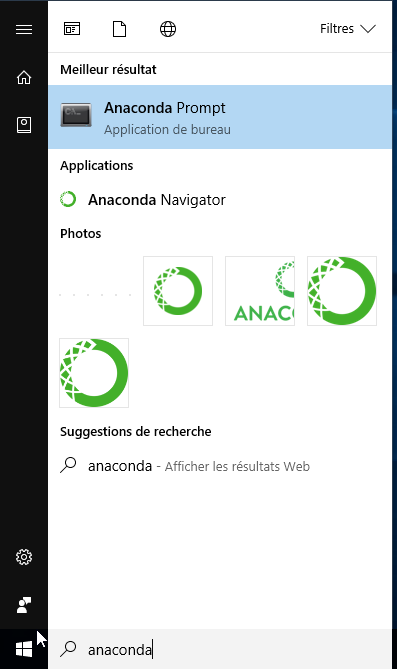 Filtres
Meilleur résultat
Anaconda Prompt
Application de bureau
Applications
Anaconda Navigator
Photos
ANACO
Suggestions de recherche
anaconda - Afficher les résultats Web
anaconda